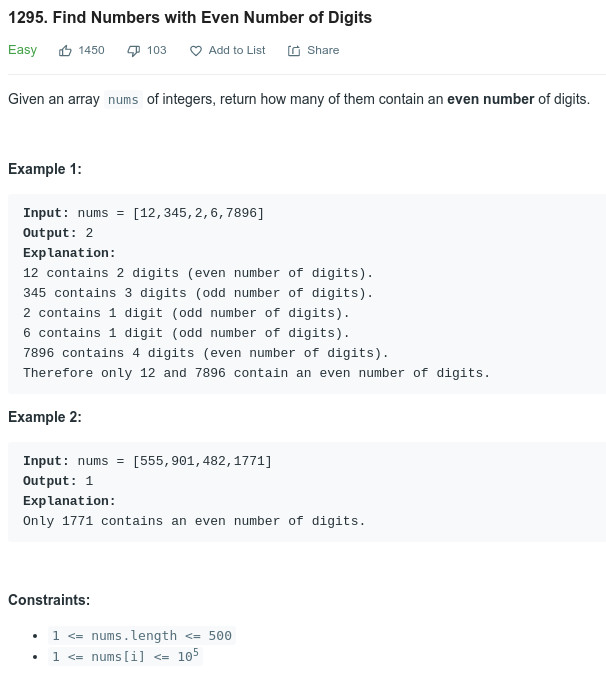 1295. Find Numbers with Even Number of Digits
Easy 1450 103 Add to List Share
Given an array nums of integers, return how many of them contain an even number of digits.
Example 1:
Input: nums = [12,345,2,6,7896]
Output: 2
Explanation:
12 contains 2 digits (even number of digits).
345 contains 3 digits (odd number of digits).
2 contains 1 digit (odd number of digits).
6 contains 1 digit (odd number of digits).
7896 contains 4 digits (even number of digits).
Therefore only 12 and 7896 contain an even number of digits.
Example 2:
Input: nums = [555,901,482,1771]
Output: 1
Explanation:
Only 1771 contains an even number of digits.
Constraints:
• 1 <= nums.length <= 500
• 1 <= nums[i] <= 10⁵